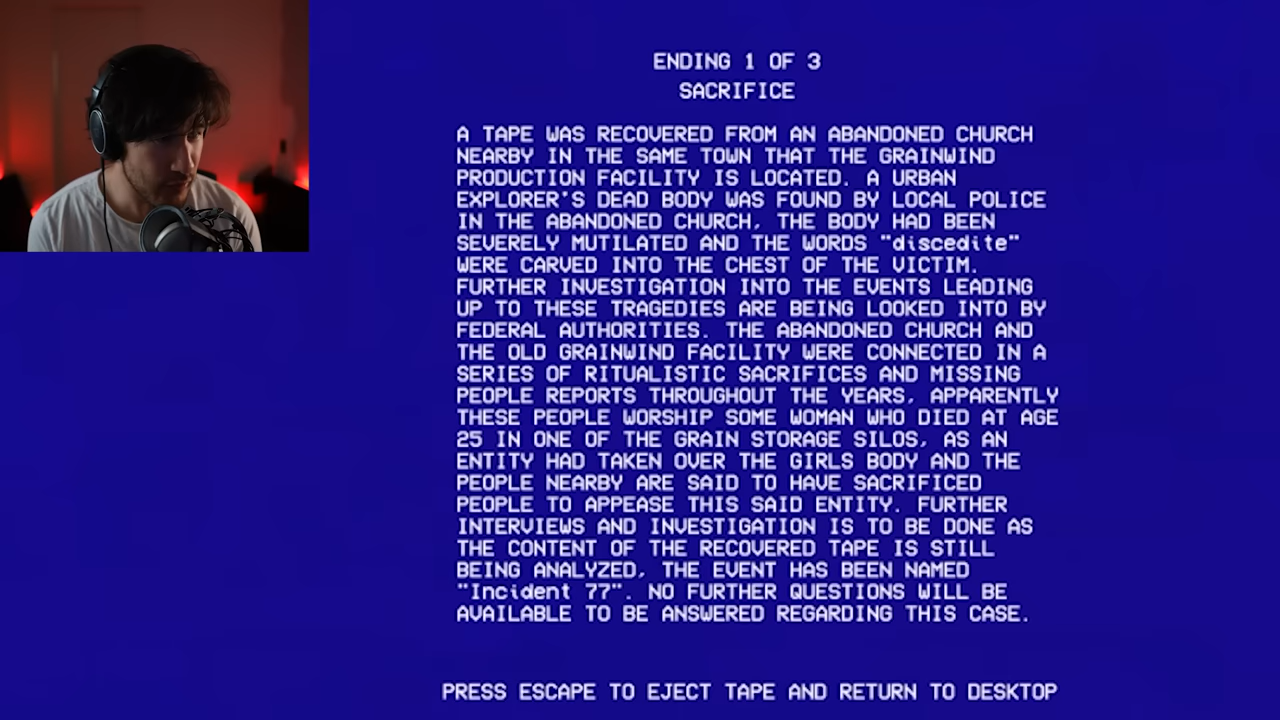 ENDING 1 OF 3
SACRIFICE
A TAPE WAS RECOVERED FROM AN ABANDONED CHURCH
NEARBY IN THE SAME TOWN THAT THE GRAINWIND
PRODUCTION FACILITY IS LOCATED. A URBAN
EXPLORER'S DEAD BODY WAS FOUND BY LOCAL POLICE
IN THE ABANDONED CHURCH, THE BODY HAD BEEN
SEVERELY MUTILATED AND THE WORDS "discedite"
WERE CARVED INTO THE CHEST OF THE VICTIM.
FURTHER INVESTIGATION INTO THE EVENTS LEADING
UP TO THESE TRAGEDIES ARE BEING LOOKED INTO BY
FEDERAL AUTHORITIES. THE ABANDONED CHURCH AND
THE OLD GRAINWIND FACILITY WERE CONNECTED IN A
SERIES OF RITUALISTIC SACRIFICES AND MISSING
PEOPLE REPORTS THROUGHOUT THE YEARS, APPARENTLY
THESE PEOPLE WORSHIP SOME WOMAN WHO DIED AT AGE
25 IN ONE OF THE GRAIN STORAGE SILOS, AS AN
ENTITY HAD TAKEN OVER THE GIRLS BODY AND THE
PEOPLE NEARBY ARE SAID TO HAVE SACRIFICED
PEOPLE TO APPEASE THIS SAID ENTITY. FURTHER
INTERVIEWS AND INVESTIGATION IS TO BE DONE AS
THE CONTENT OF THE RECOVERED TAPE IS STILL
BEING ANALYZED, THE EVENT HAS BEEN NAMED
"Incident 77". NO FURTHER QUESTIONS WILL BE
AVAILABLE TO BE ANSWERED REGARDING THIS CASE.
PRESS ESCAPE TO EJECT TAPE AND RETURN TO DESKTOP